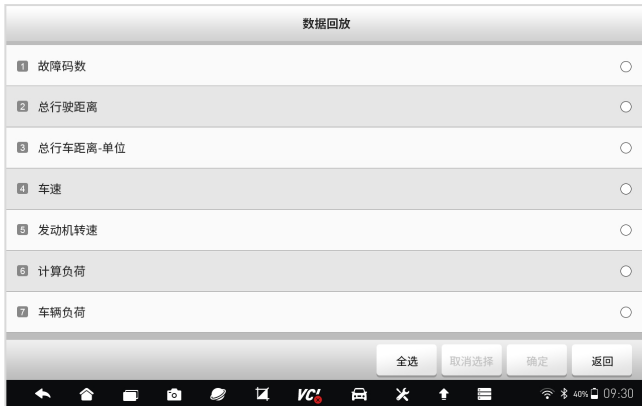 数据回放
1 故障码数
2 总行驶距离
3 总行车距离-单位
4 车速
5 发动机转速
6 计算负荷
7 车辆负荷
全选 取消选择 确定 返回
VCI 40% 09:30